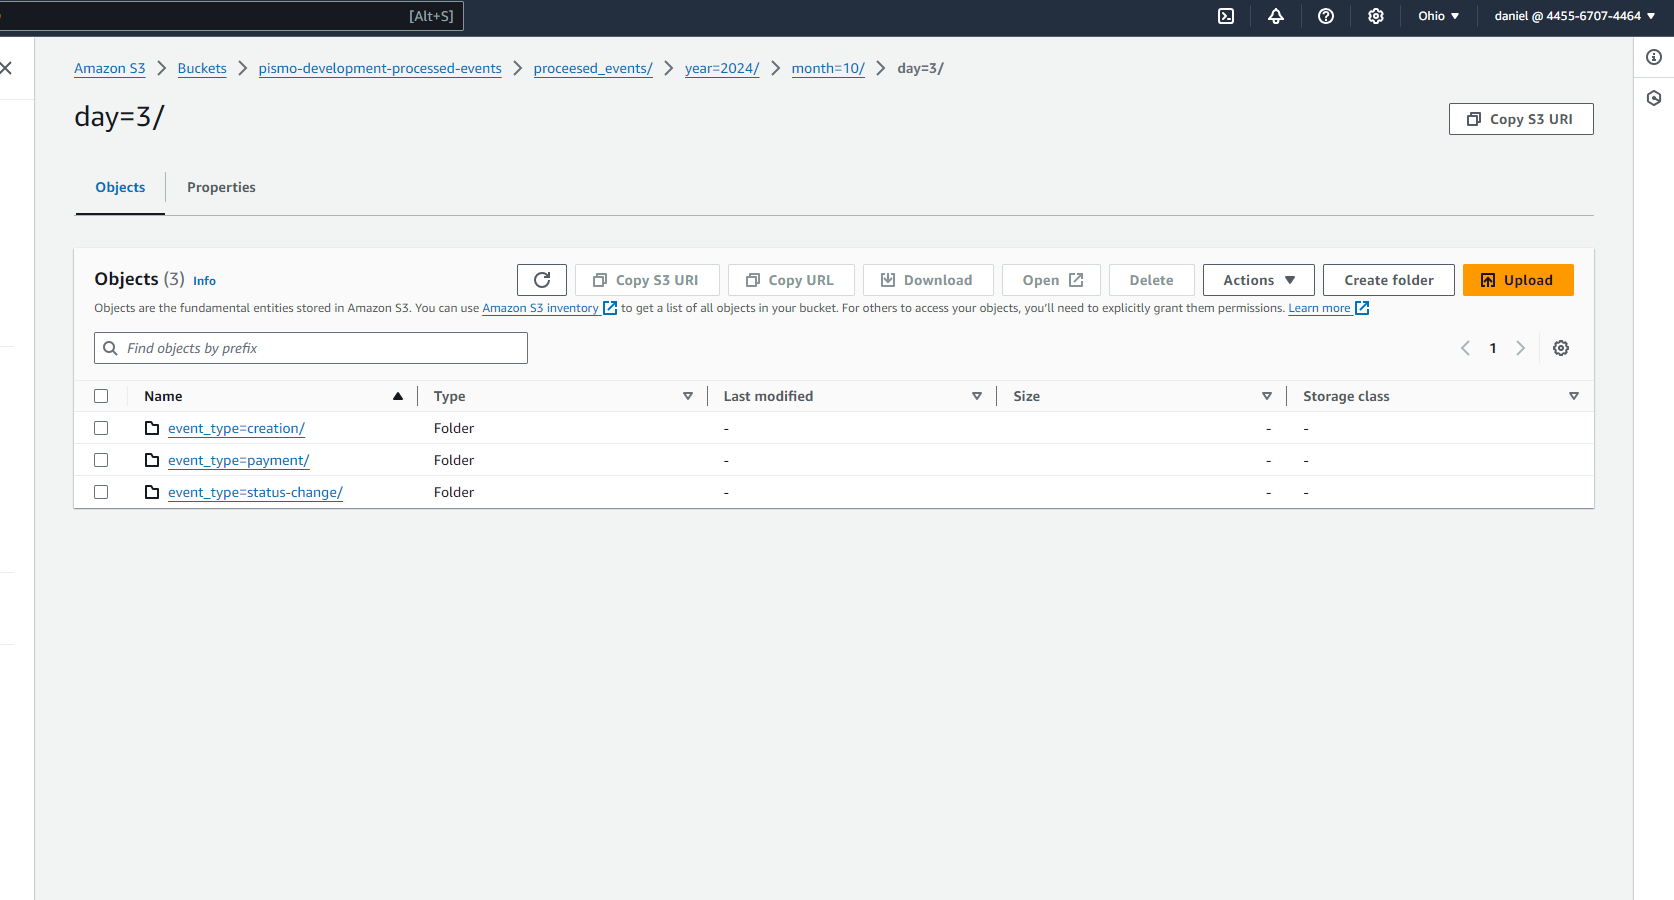 [Alt+S] Ohio daniel @ 4455-6707-4464
Amazon S3 Buckets pismo-development-processed-events proceesed_events/ year=2024/ month=10/ day=3/
day=3/
Copy S3 URI
Objects Properties
Objects (3) Info Copy S3 URI Copy URL Download Open Delete Actions Create folder Upload
Objects are the fundamental entities stored in Amazon S3. You can use Amazon S3 inventory to get a list of all objects in your bucket. For others to access your objects, you'll need to explicitly grant them permissions. Learn more
Find objects by prefix 1
Name Type Last modified Size Storage class
event_type=creation/ Folder - - -
event_type=payment/ Folder - - -
event_type=status-change/ Folder - - -